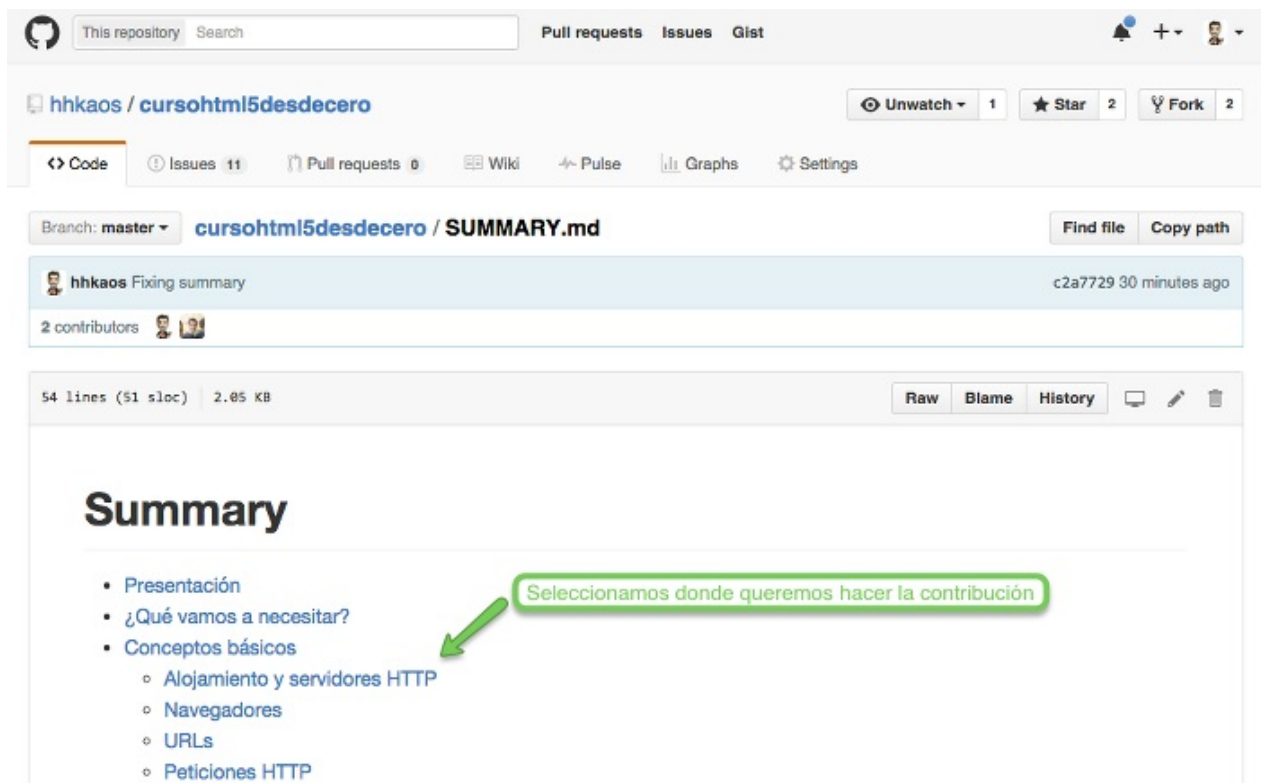 This repository Search Pull requests Issues Gist
hhkaos / cursohtml5desdecero Unwatch 1 Star 2 Fork 2
Code Issues 11 Pull requests 0 Wiki Pulse Graphs Settings
Branch: master cursohtml5desdecero / SUMMARY.md Find file Copy path
hhkaos Fixing summary c2a7729 30 minutes ago
2 contributors
54 lines (51 sloc) 2.05 KB Raw Blame History
Summary
Presentación
Seleccionamos donde queremos hacer la contribución
¿Qué vamos a necesitar?
Conceptos básicos
Alojamiento y servidores HTTP
Navegadores
URLs
Peticiones HTTP